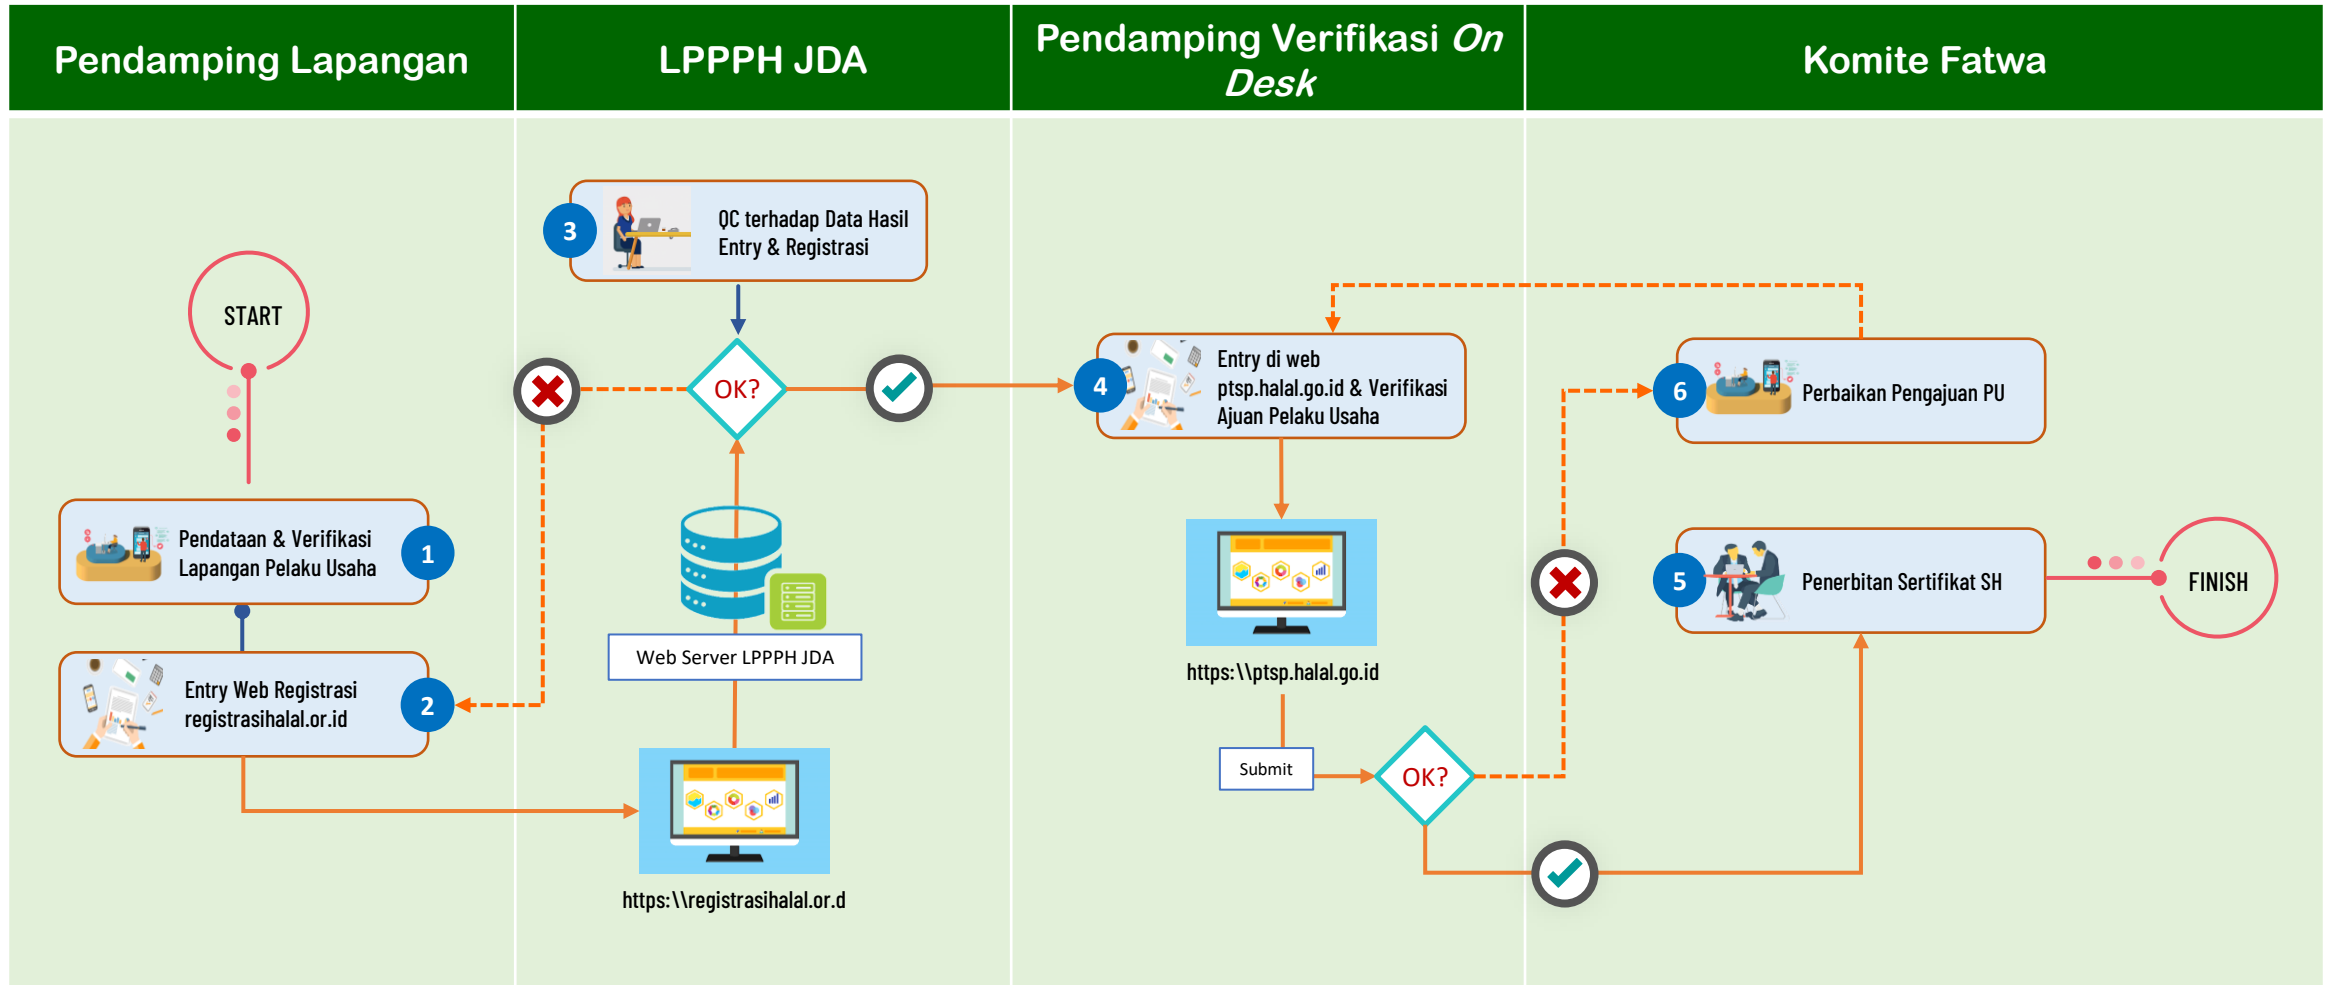 Pendamping Lapangan
LPPPH JDA
Pendamping Verifikasi On
Desk
Komite Fatwa
START
1
Pendataan & Verifikasi
Lapangan Pelaku Usaha
2
Entry Web Registrasi
registrasihalal.or.id
3
QC terhadap Data Hasil
Entry & Registrasi
OK?
Web Server LPPPH JDA
https:\\registrasihalal.or.d
4
Entry di web
ptsp.halal.go.id & Verifikasi
Ajuan Pelaku Usaha
https:\\ptsp.halal.go.id
Submit
OK?
6
Perbaikan Pengajuan PU
5
Penerbitan Sertifikat SH
FINISH